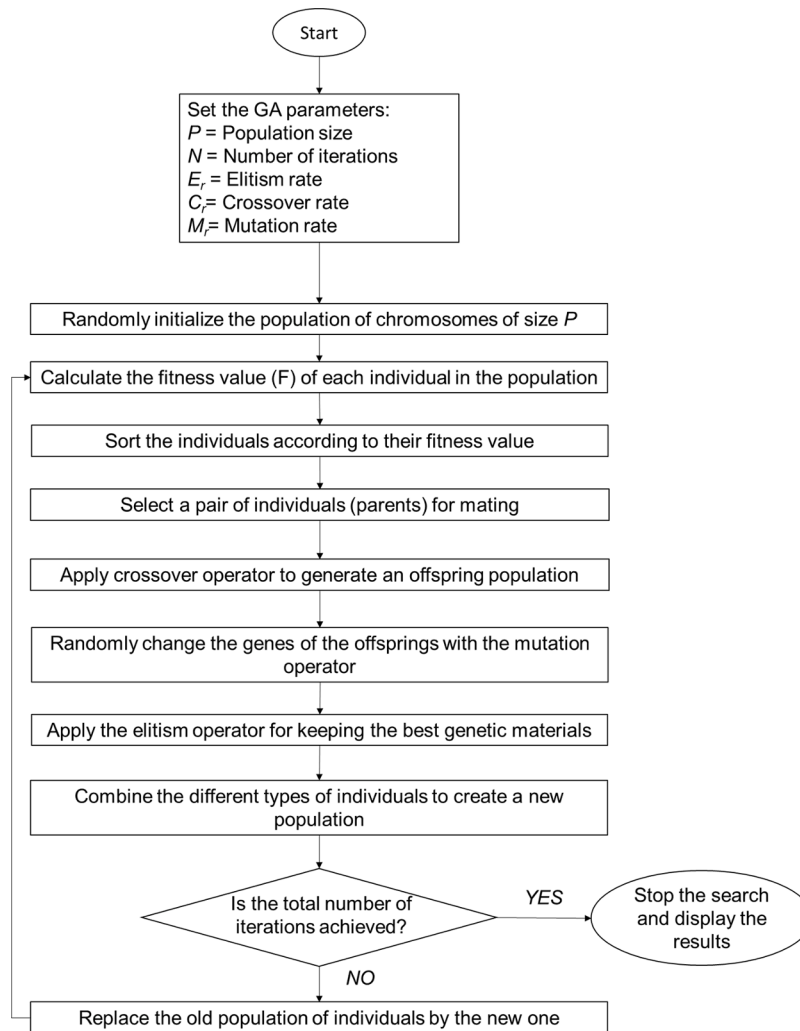 Start
Set the GA parameters:
P = Population size
N = Number of iterations
Er = Elitism rate
Cr= Crossover rate
Mr= Mutation rate
Randomly initialize the population of chromosomes of size P
Calculate the fitness value (F) of each individual in the population
Sort the individuals according to their fitness value
Select a pair of individuals (parents) for mating
Apply crossover operator to generate an offspring population
Randomly change the genes of the offsprings with the mutation
operator
Apply the elitism operator for keeping the best genetic materials
Combine the different types of individuals to create a new
population
Is the total number of
iterations achieved?
YES
Stop the search
and display the
results
NO
Replace the old population of individuals by the new one